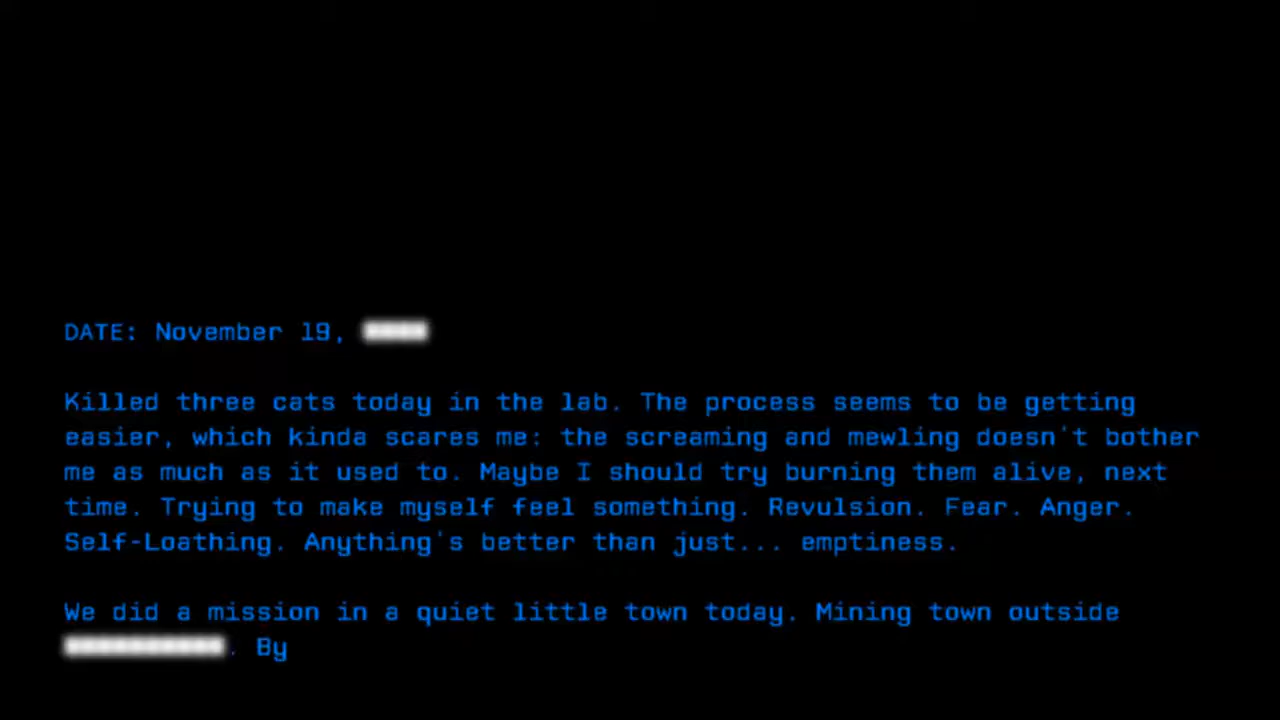 DATE: November 19,
Killed three cats today in the lab. The process seems to be getting
easier, which kinda scares me: the screaming and mewling doesn't bother
me as much as it used to. Maybe I should try burning them alive, next
time. Trying to make myself feel something. Revulsion. Fear. Anger.
Self-Loathing. Anything's better than just... emptiness.
We did a mission in a quiet little town today. Mining town outside
. By